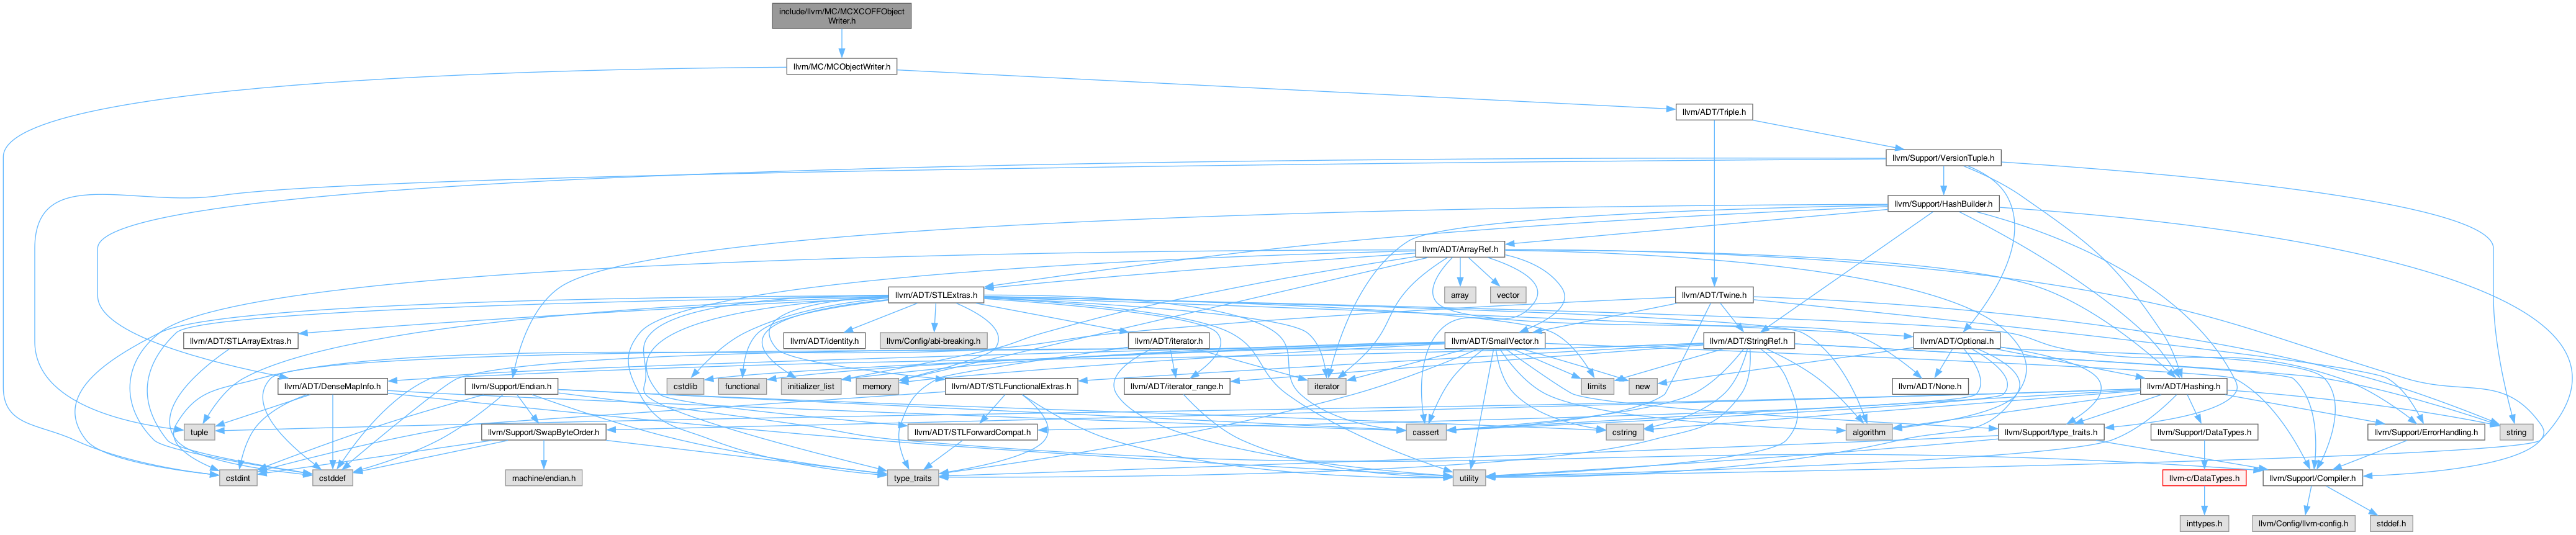 include/llvm/MC/MCXCOFFObject
Writer.h
llvm/MC/MCObjectWriter.h
llvm/ADT/Triple.h
llvm/Support/VersionTuple.h
llvm/Support/HashBuilder.h
llvm/ADT/ArrayRef.h
llvm/ADT/STLExtras.h
array
vector
llvm/ADT/Twine.h
llvm/ADT/STLArrayExtras.h
llvm/ADT/identity.h
llvm/Config/abi-breaking.h
llvm/ADT/iterator.h
llvm/ADT/SmallVector.h
llvm/ADT/StringRef.h
llvm/ADT/Optional.h
llvm/ADT/DenseMapInfo.h
llvm/Support/Endian.h
cstdlib
functional
initializer_list
memory
llvm/ADT/STLFunctionalExtras.h
llvm/ADT/iterator_range.h
iterator
limits
new
llvm/ADT/None.h
llvm/ADT/Hashing.h
tuple
llvm/Support/SwapByteOrder.h
llvm/ADT/STLForwardCompat.h
cassert
cstring
algorithm
llvm/Support/type_traits.h
llvm/Support/DataTypes.h
llvm/Support/ErrorHandling.h
string
cstdint
cstddef
machine/endian.h
type_traits
utility
llvm/Support/Compiler.h
llvm-c/DataTypes.h
llvm/Config/llvm-config.h
stddef.h
inttypes.h